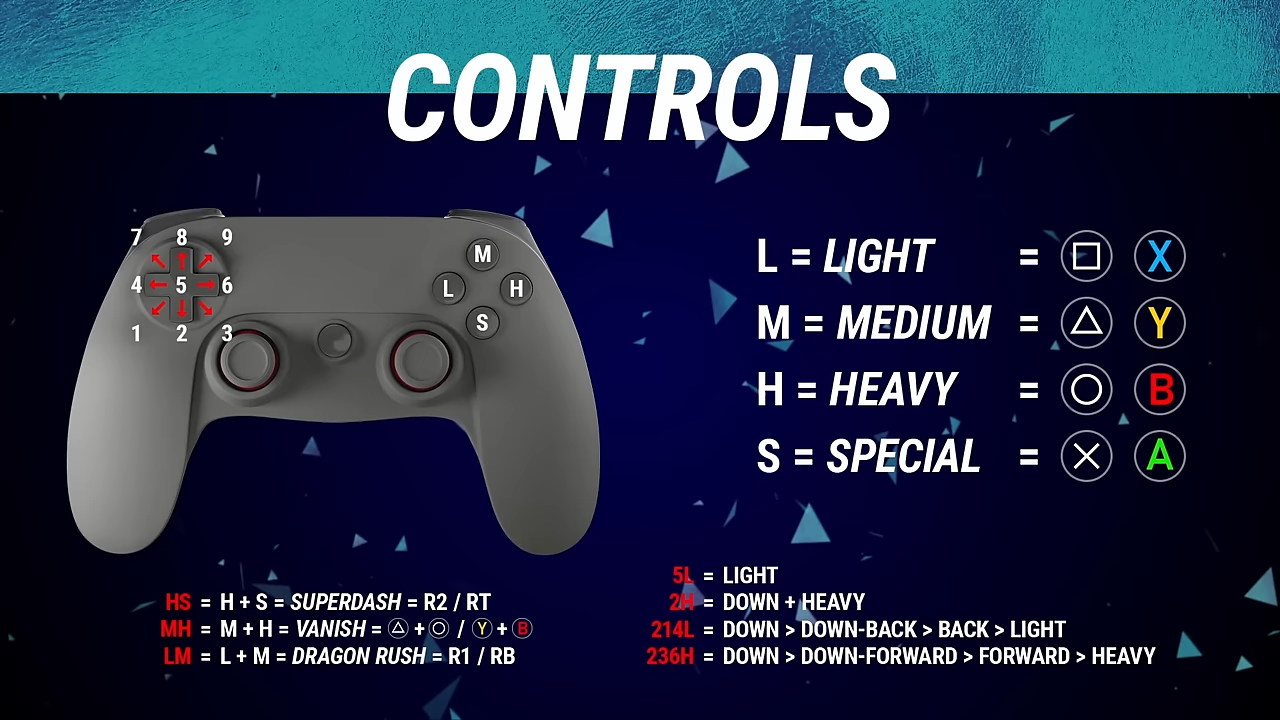 CONTROLS
7 8 9
4 5 6
1 2 3
M
L H
S
L = LIGHT = □ X
M = MEDIUM = △ Y
H = HEAVY = ○ B
S = SPECIAL = ✕ A
HS = H + S = SUPERDASH = R2 / RT
MH = M + H = VANISH = △ + ○ / Y + B
LM = L + M = DRAGON RUSH = R1 / RB
5L = LIGHT
2H = DOWN + HEAVY
214L = DOWN > DOWN-BACK > BACK > LIGHT
236H = DOWN > DOWN-FORWARD > FORWARD > HEAVY